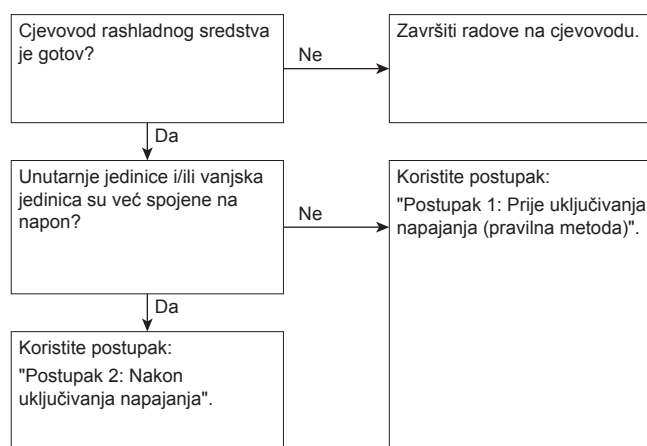 Cjevovod rashladnog sredstva
je gotov?
Ne
Završiti radove na cjevovodu.
Da
Unutarnje jedinice i/ili vanjska
jedinica su već spojene na
napon?
Ne
Koristite postupak:
"Postupak 1: Prije uključivanja
napajanja (pravilna metoda)".
Da
Koristite postupak:
"Postupak 2: Nakon
uključivanja napajanja".